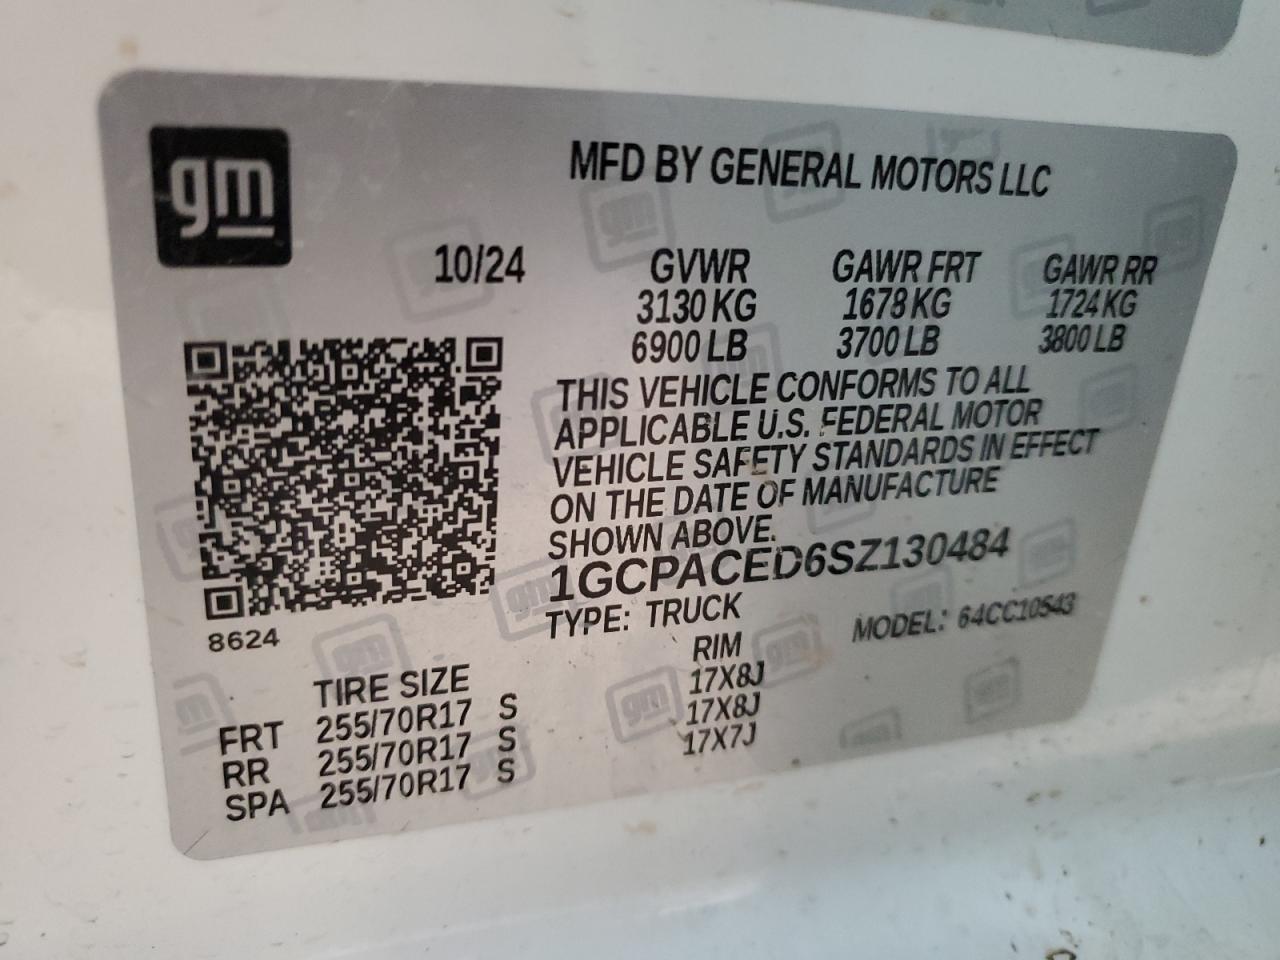 gm
MFD BY GENERAL MOTORS LLC
10/24 GVWR GAWR FRT GAWR RR
3130 KG 1678 KG 1724 KG
6900 LB 3700 LB 3800 LB
THIS VEHICLE CONFORMS TO ALL
APPLICABLE U.S. FEDERAL MOTOR
VEHICLE SAFETY STANDARDS IN EFFECT
ON THE DATE OF MANUFACTURE
SHOWN ABOVE.
1GCPACED6SZ130484
TYPE: TRUCK MODEL: 64CC10543
8624
TIRE SIZE RIM
FRT 255/70R17 S 17X8J
RR 255/70R17 S 17X8J
SPA 255/70R17 S 17X7J